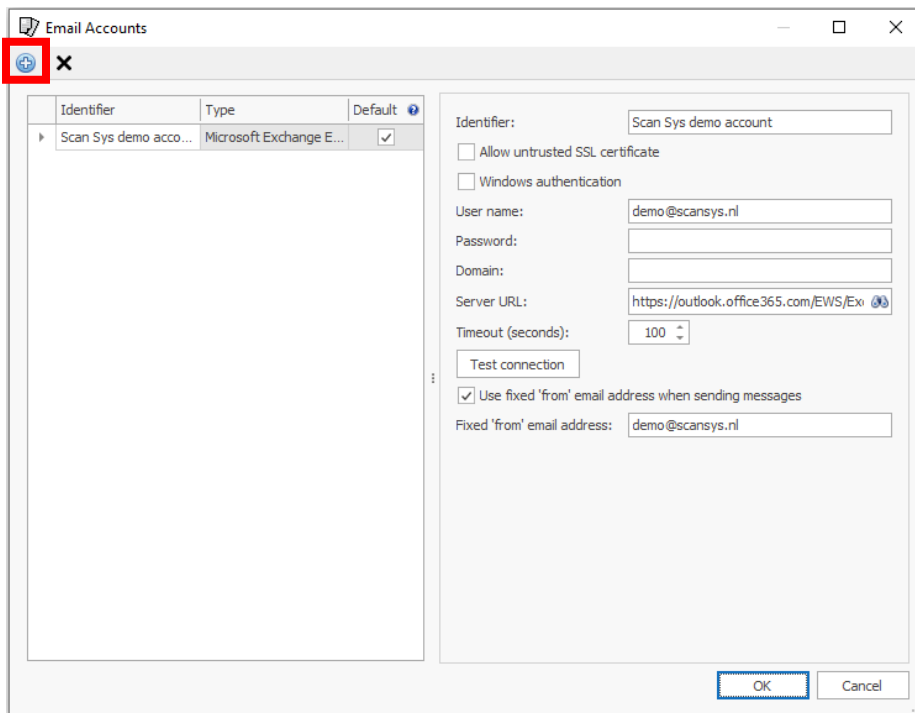 Email Accounts
Identifier Type Default
Scan Sys demo acco... Microsoft Exchange E...
Identifier: Scan Sys demo account
Allow untrusted SSL certificate
Windows authentication
User name: demo@scansys.nl
Password:
Domain:
Server URL: https://outlook.office365.com/EWS/Ex
Timeout (seconds): 100
Test connection
Use fixed 'from' email address when sending messages
Fixed 'from' email address: demo@scansys.nl
OK Cancel